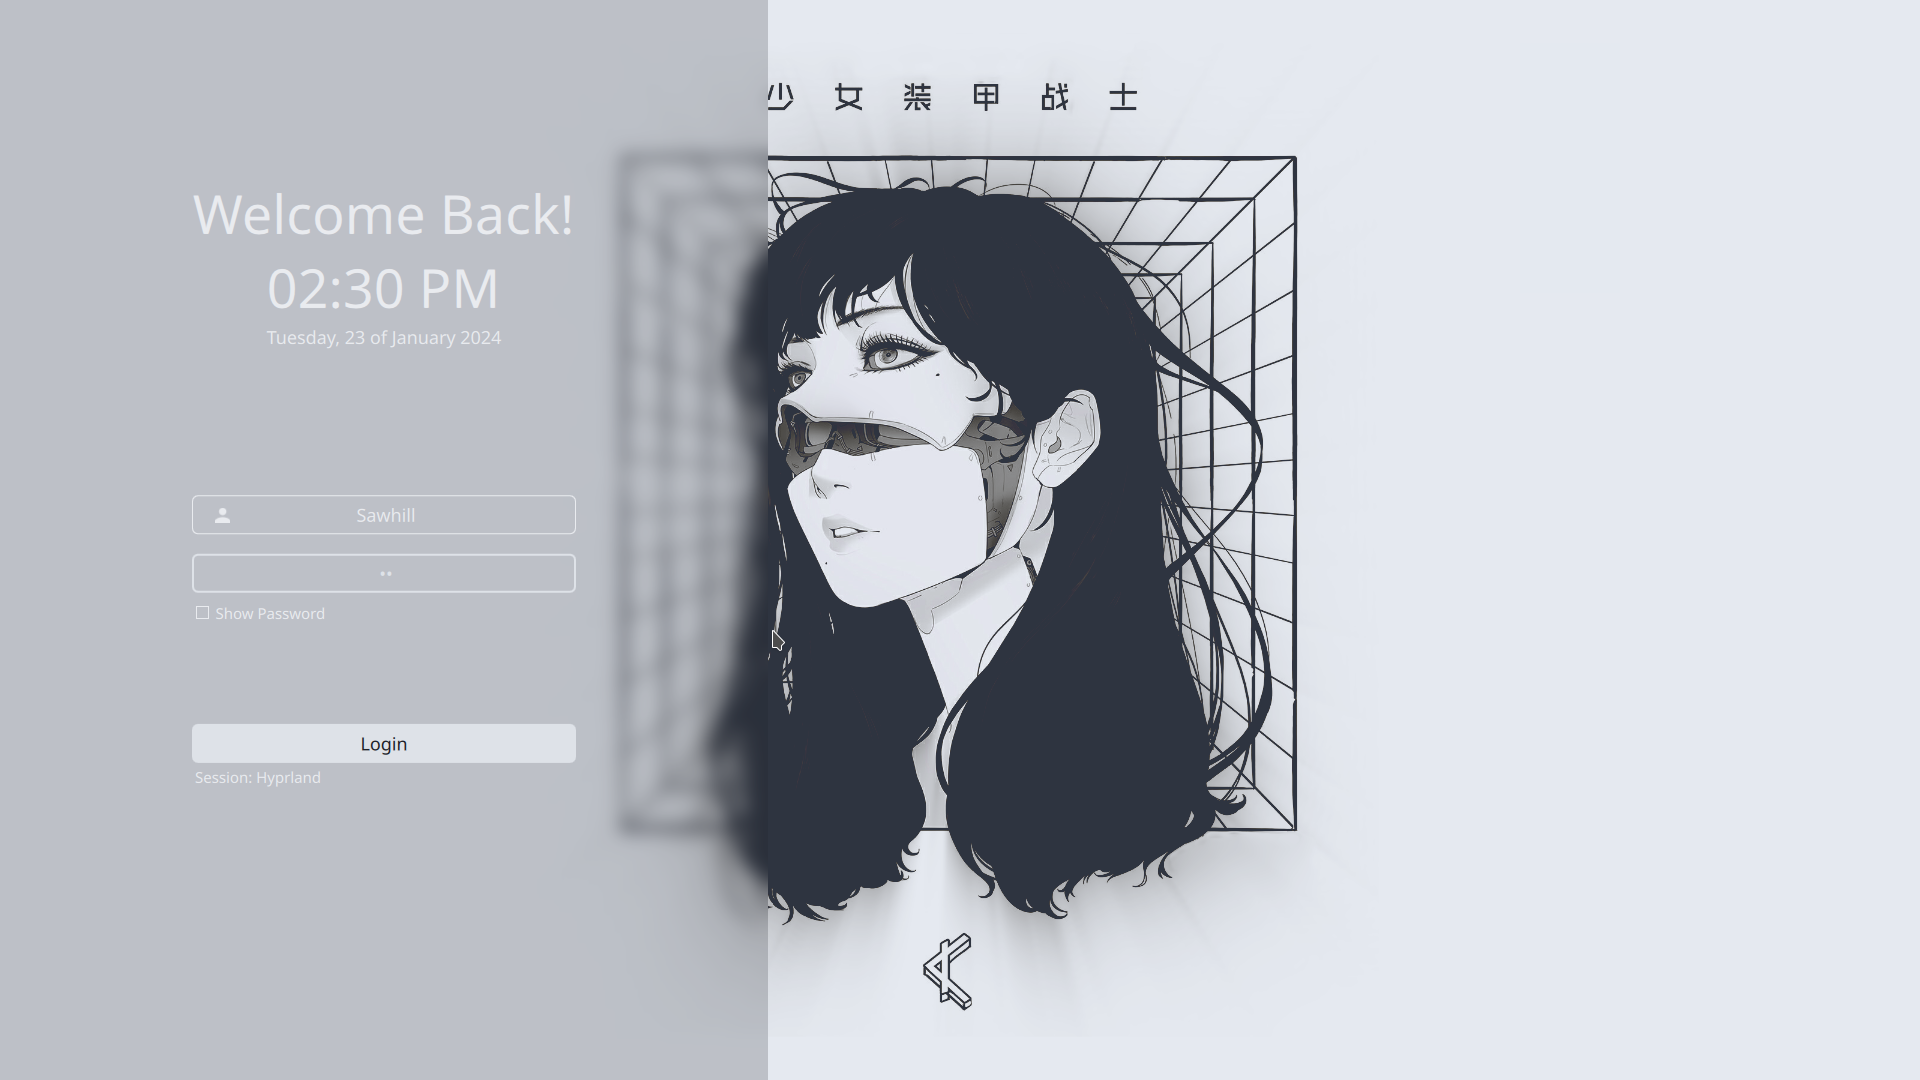 少女装甲战士
Welcome Back!
02:30 PM
Tuesday, 23 of January 2024
Sawhill
••
Show Password
Login
Session: Hyprland